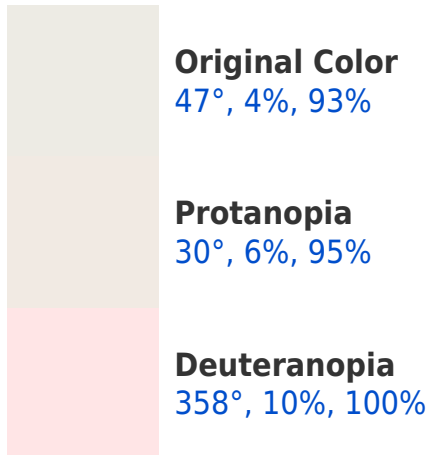 Original Color
47°, 4%, 93%
Protanopia
30°, 6%, 95%
Deuteranopia
358°, 10%, 100%